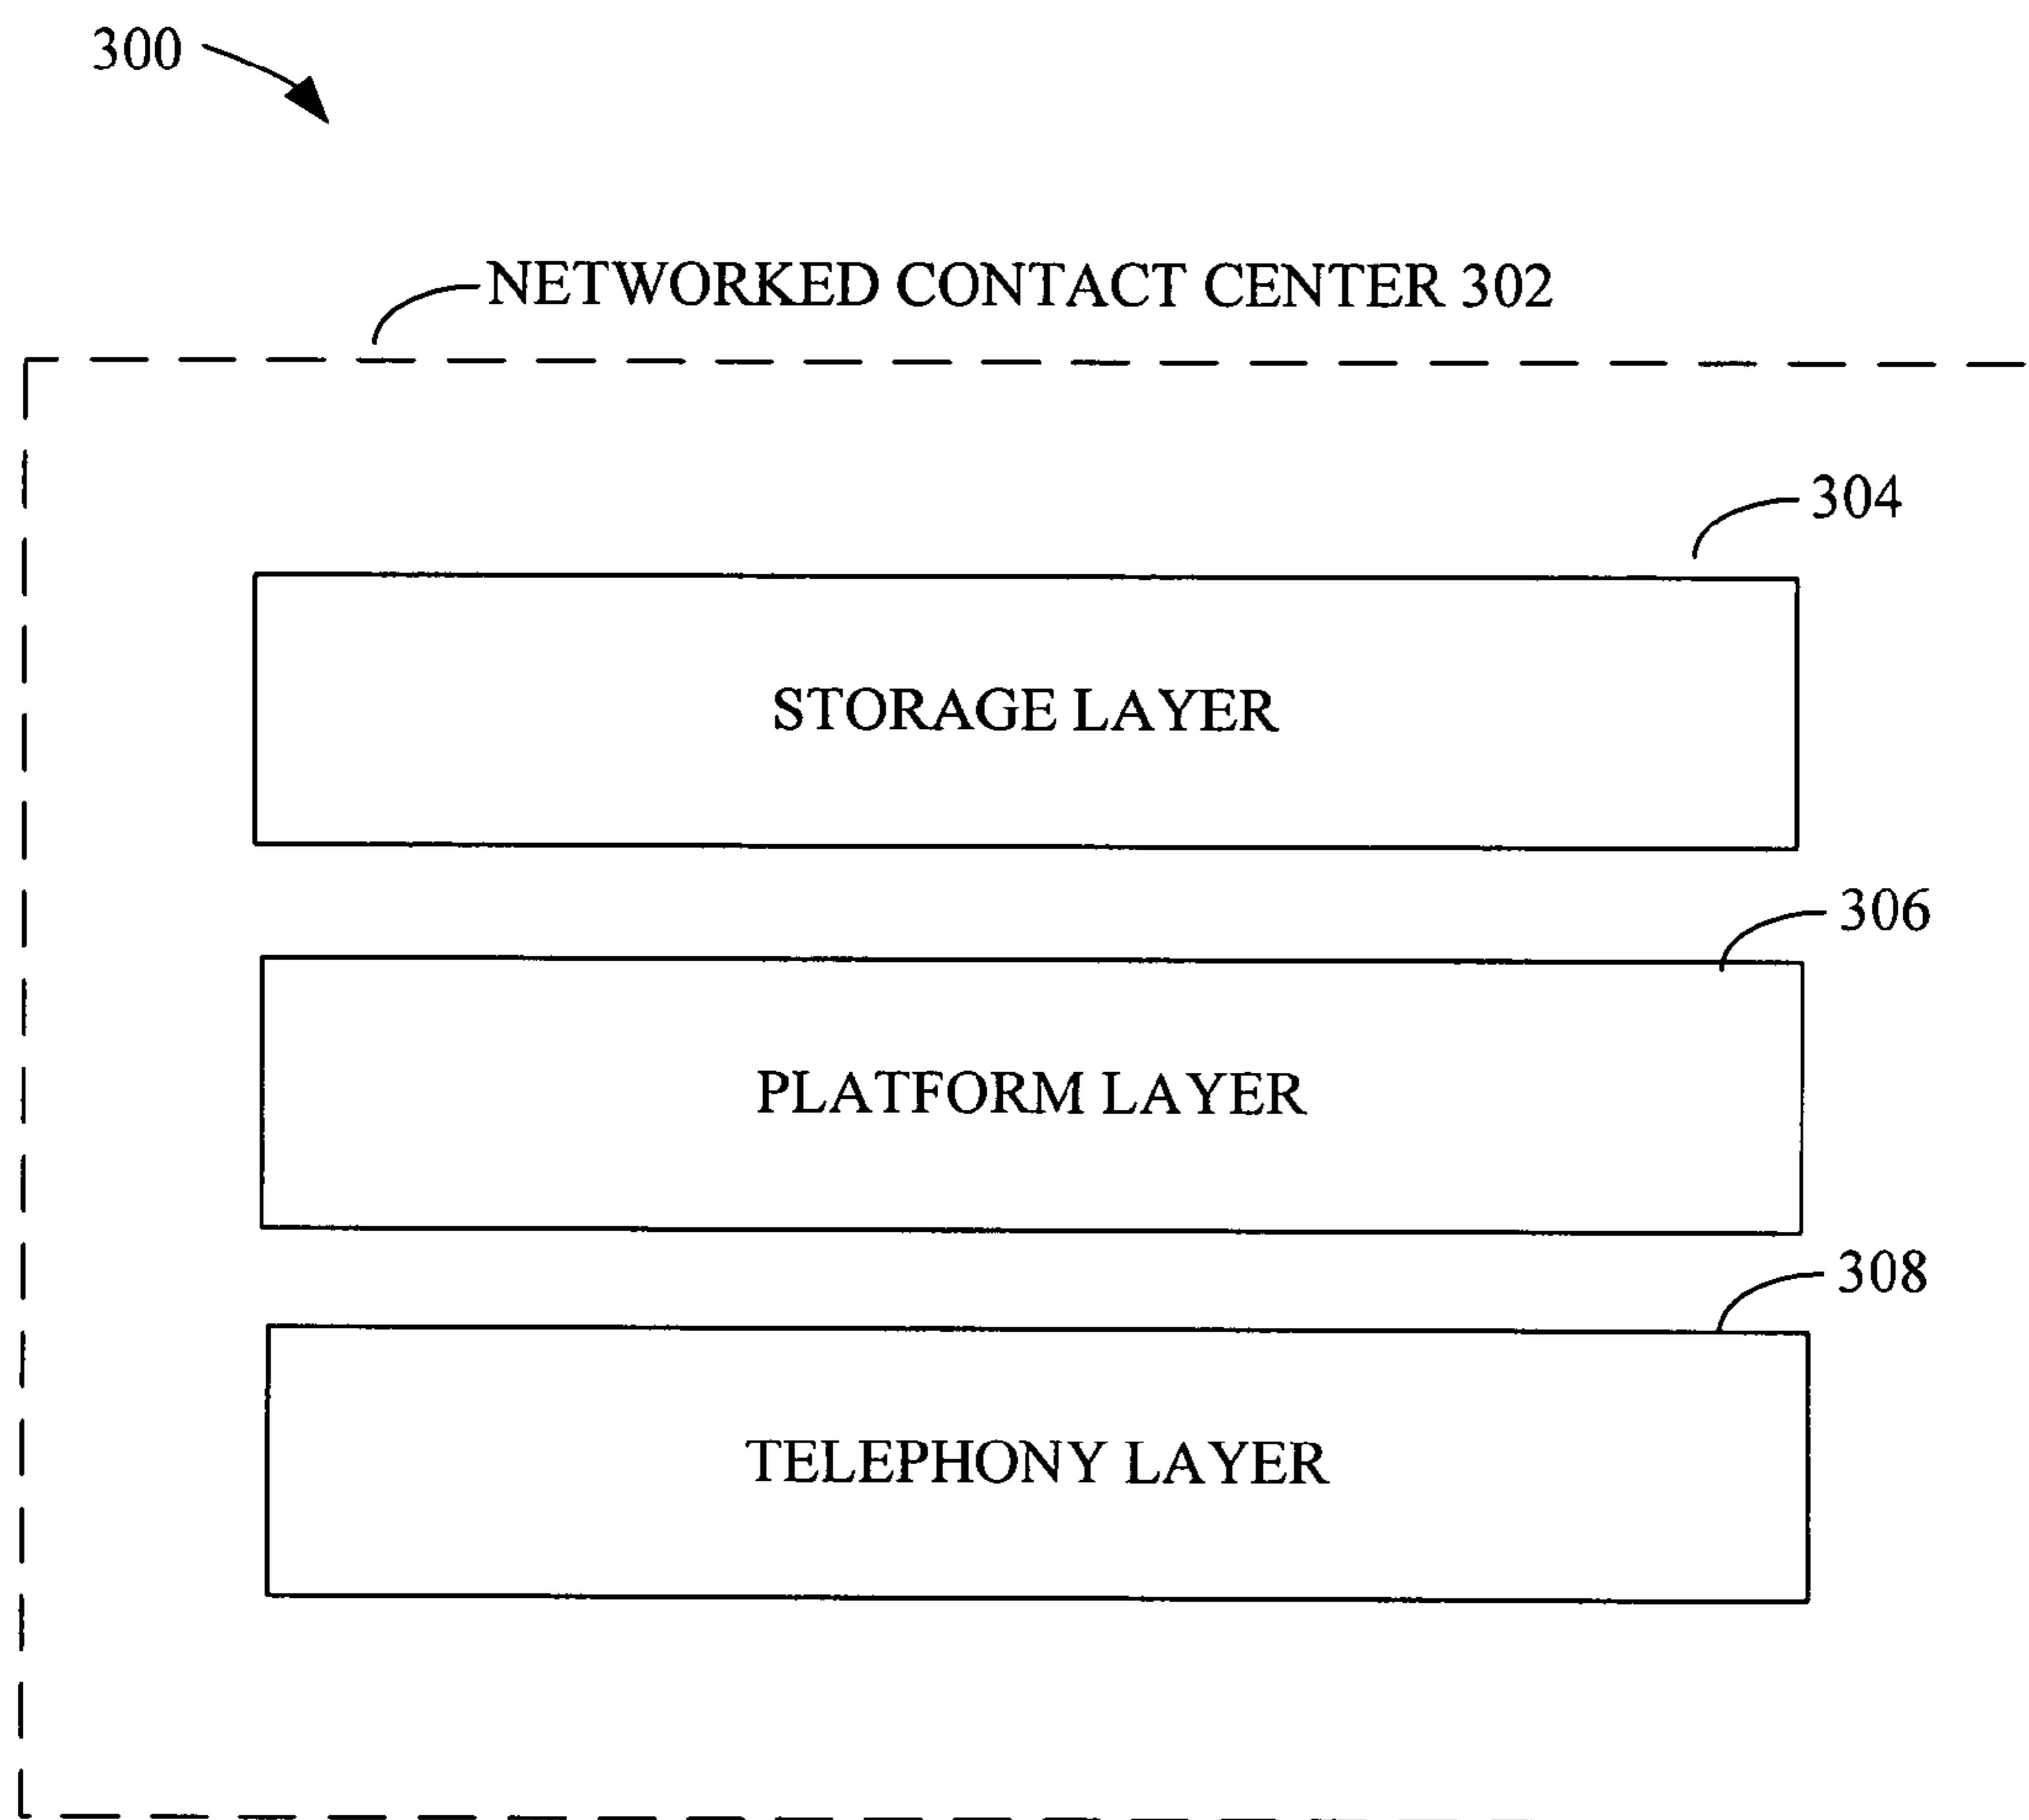 300
NETWORKED CONTACT CENTER 302
304
STORAGE LAYER
306
PLATFORM LAYER
308
TELEPHONY LAYER